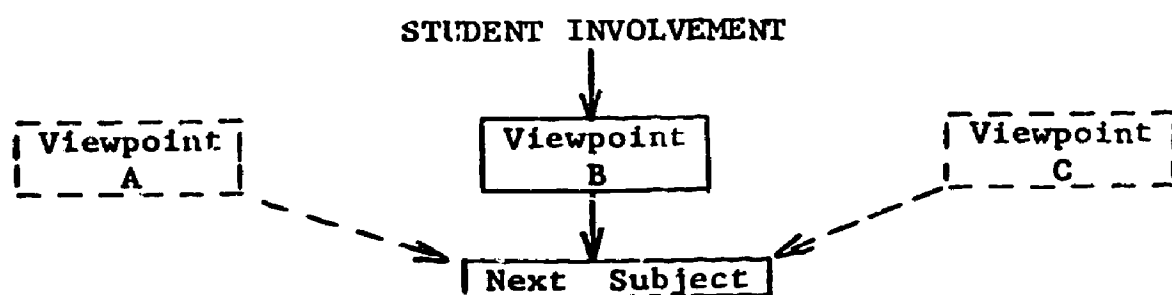 STUDENT INVOLVEMENT
Viewpoint
A
Viewpoint
B
Viewpoint
C
Next Subject